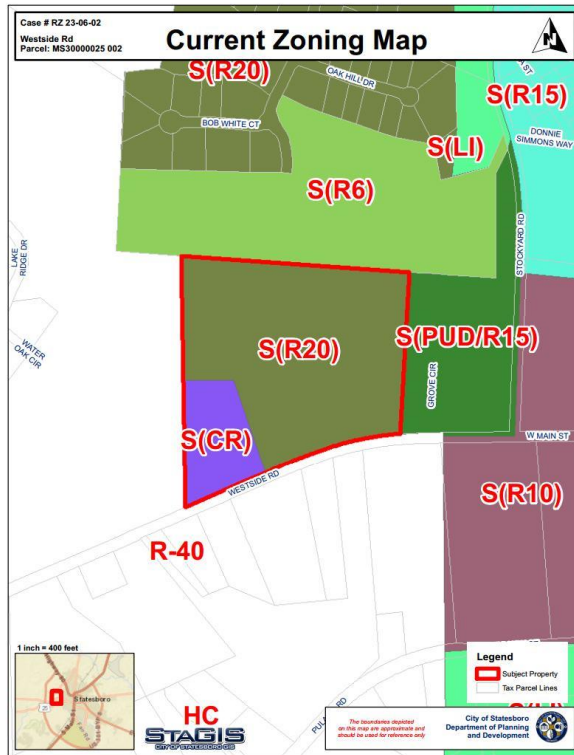 Case # RZ 23-06-02
Westside Rd
Parcel: MS30000025 002
Current Zoning Map
N
S(R20)
OAK HILL DR
S(R15)
BOB WHITE CT
S(LI)
DONNIE
SIMMONS WAY
S(R6)
STOCKYARD RD
LAKE
RIDGE DR
WATER
OAK CIR
S(R20)
S(PUD/R15)
GROVE CIR
S(CR)
W MAIN ST
WESTSIDE RD
S(R10)
R-40
1 inch = 400 feet
Statesboro
Legend
Subject Property
Tax Parcel Lines
HC
STAGIS
CITY OF STATESBORO GIS
The boundaries depicted
on this map are approximate and
should be used for reference only
City of Statesboro
Department of Planning
and Development